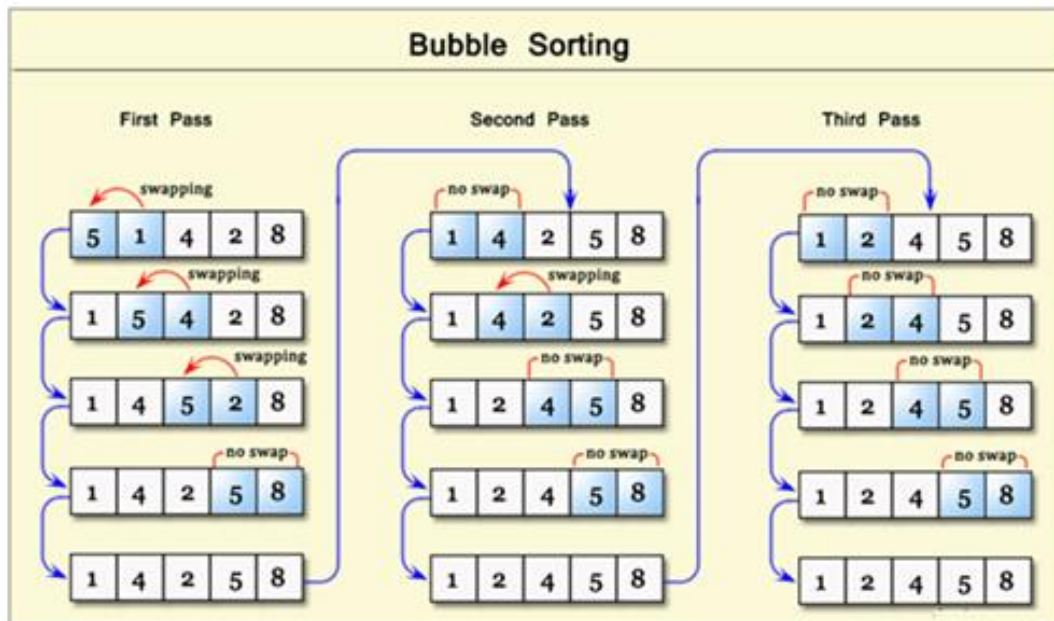 Bubble Sorting
First Pass
swapping
5 1 4 2 8
swapping
1 5 4 2 8
swapping
1 4 5 2 8
no swap
1 4 2 5 8
1 4 2 5 8
Second Pass
no swap
1 4 2 5 8
swapping
1 4 2 5 8
no swap
1 2 4 5 8
no swap
1 2 4 5 8
1 2 4 5 8
Third Pass
no swap
1 2 4 5 8
no swap
1 2 4 5 8
no swap
1 2 4 5 8
no swap
1 2 4 5 8
1 2 4 5 8